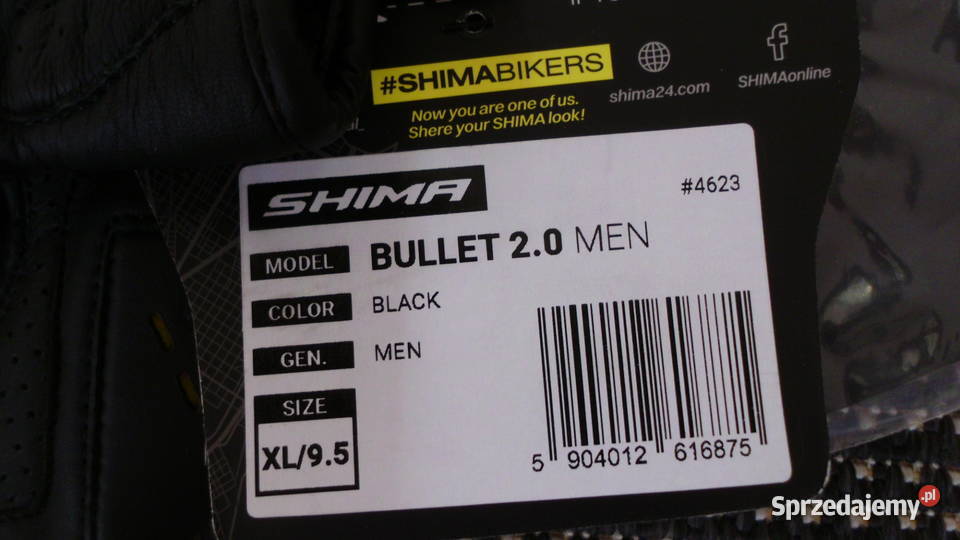 #SHIMABIKERS
Now you are one of us.
Shere your SHIMA look!
shima24.com
SHIMAonline
SHIMA
#4623
MODEL BULLET 2.0 MEN
COLOR BLACK
GEN. MEN
SIZE
XL/9.5
5 904012 616875
Sprzedajemy.pl